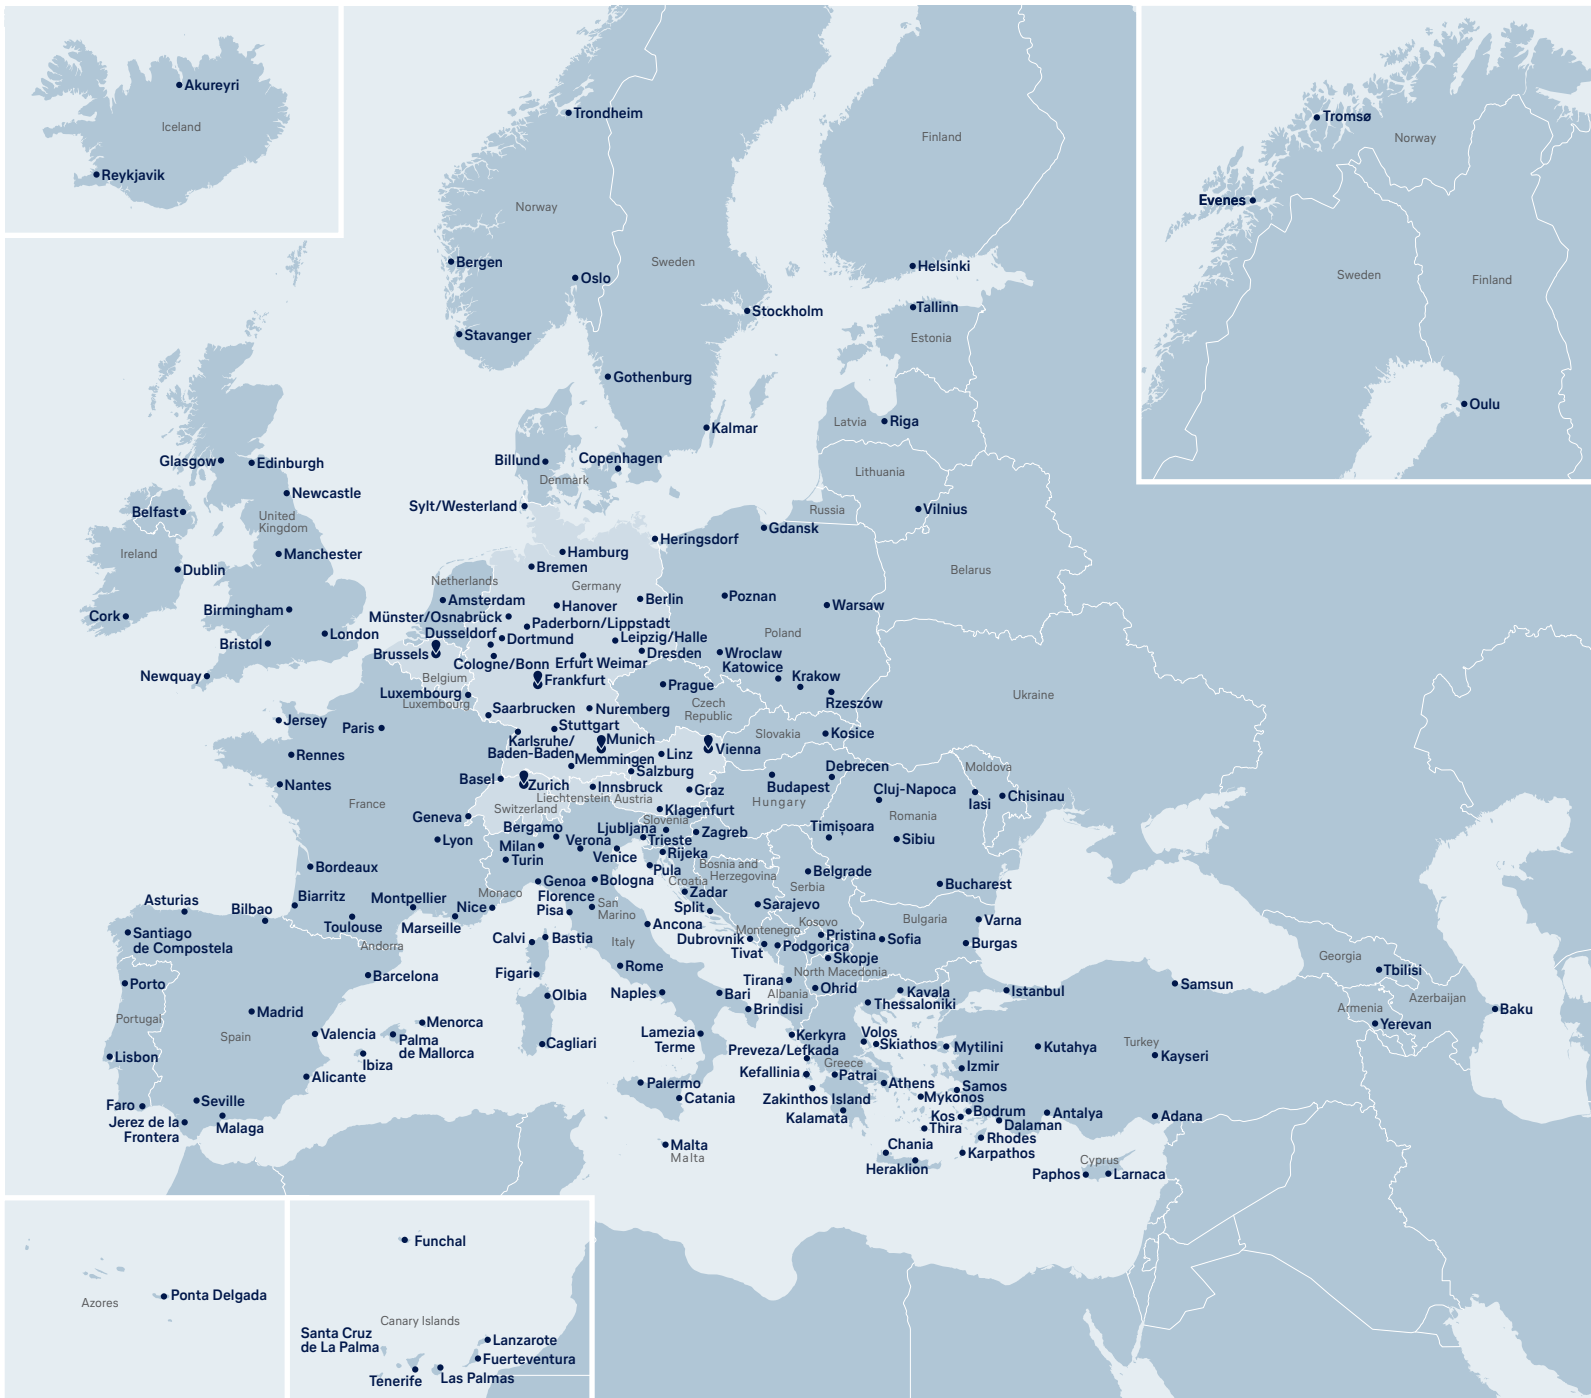 Akureyri
Iceland
Reykjavik
Trondheim
Finland
Norway
Bergen
Oslo
Sweden
Helsinki
Stockholm
Tallinn
Stavanger
Estonia
Gothenburg
Kalmar
Latvia
Riga
Tromsø
Norway
Evenes
Sweden
Finland
Oulu
Glasgow
Edinburgh
Billund
Copenhagen
Denmark
Lithuania
Newcastle
Belfast
United
Kingdom
Sylt/Westerland
Russia
Vilnius
Gdansk
Ireland
Manchester
Dublin
Heringsdorf
Hamburg
Bremen
Belarus
Netherlands
Germany
Amsterdam
Hanover
Berlin
Poznan
Warsaw
Cork
Birmingham
Münster/Osnabrück
Paderborn/Lippstadt
London
Bristol
Dusseldorf
Dortmund
Leipzig/Halle
Poland
Brussels
Cologne/Bonn
Erfurt Weimar
Dresden
Wroclaw
Katowice
Newquay
Belgium
Frankfurt
Prague
Krakow
Luxembourg
Luxembourg
Rzeszów
Ukraine
Saarbrucken
Nuremberg
Czech
Republic
Jersey
Paris
Stuttgart
Karlsruhe/
Baden-Baden
Munich
Vienna
Slovakia
Kosice
Rennes
Memmingen
Linz
Salzburg
Debrecen
Moldova
Nantes
Basel
Zurich
Innsbruck
Graz
Budapest
Hungary
Cluj-Napoca
Iasi
Chisinau
France
Switzerland
Liechtenstein
Austria
Klagenfurt
Romania
Geneva
Slovenia
Lyon
Bergamo
Ljubljana
Zagreb
Timișoara
Sibiu
Milan
Verona
Trieste
Turin
Venice
Rijeka
Bordeaux
Pula
Bosnia and
Herzegovina
Belgrade
Genoa
Bologna
Croatia
Serbia
Bucharest
Biarritz
Montpellier
Monaco
Florence
Zadar
Asturias
Bilbao
Nice
Pisa
San
Marino
Split
Sarajevo
Toulouse
Marseille
Ancona
Kosovo
Bulgaria
Varna
Santiago
de Compostela
Andorra
Calvi
Bastia
Italy
Montenegro
Dubrovnik
Tivat
Podgorica
Pristina
Sofia
Burgas
Skopje
Georgia
Tbilisi
Barcelona
Figari
Rome
Tirana
North Macedonia
Porto
Olbia
Naples
Bari
Albania
Ohrid
Kavala
Istanbul
Samsun
Armenia
Azerbaijan
Baku
Portugal
Madrid
Menorca
Brindisi
Thessaloniki
Yerevan
Spain
Valencia
Palma
de Mallorca
Cagliari
Lamezia
Terme
Kerkyra
Volos
Skiathos
Mytilini
Kutahya
Turkey
Kayseri
Lisbon
Ibiza
Preveza/Lefkada
Greece
Izmir
Alicante
Palermo
Kefallinia
Patrai
Athens
Samos
Seville
Catania
Zakinthos Island
Mykonos
Faro
Kalamata
Kos
Bodrum
Antalya
Adana
Jerez de la
Frontera
Malaga
Thira
Dalaman
Malta
Malta
Chania
Rhodes
Heraklion
Karpathos
Cyprus
Paphos
Larnaca
Funchal
Ponta Delgada
Azores
Canary Islands
Santa Cruz
de La Palma
Lanzarote
Fuerteventura
Tenerife
Las Palmas